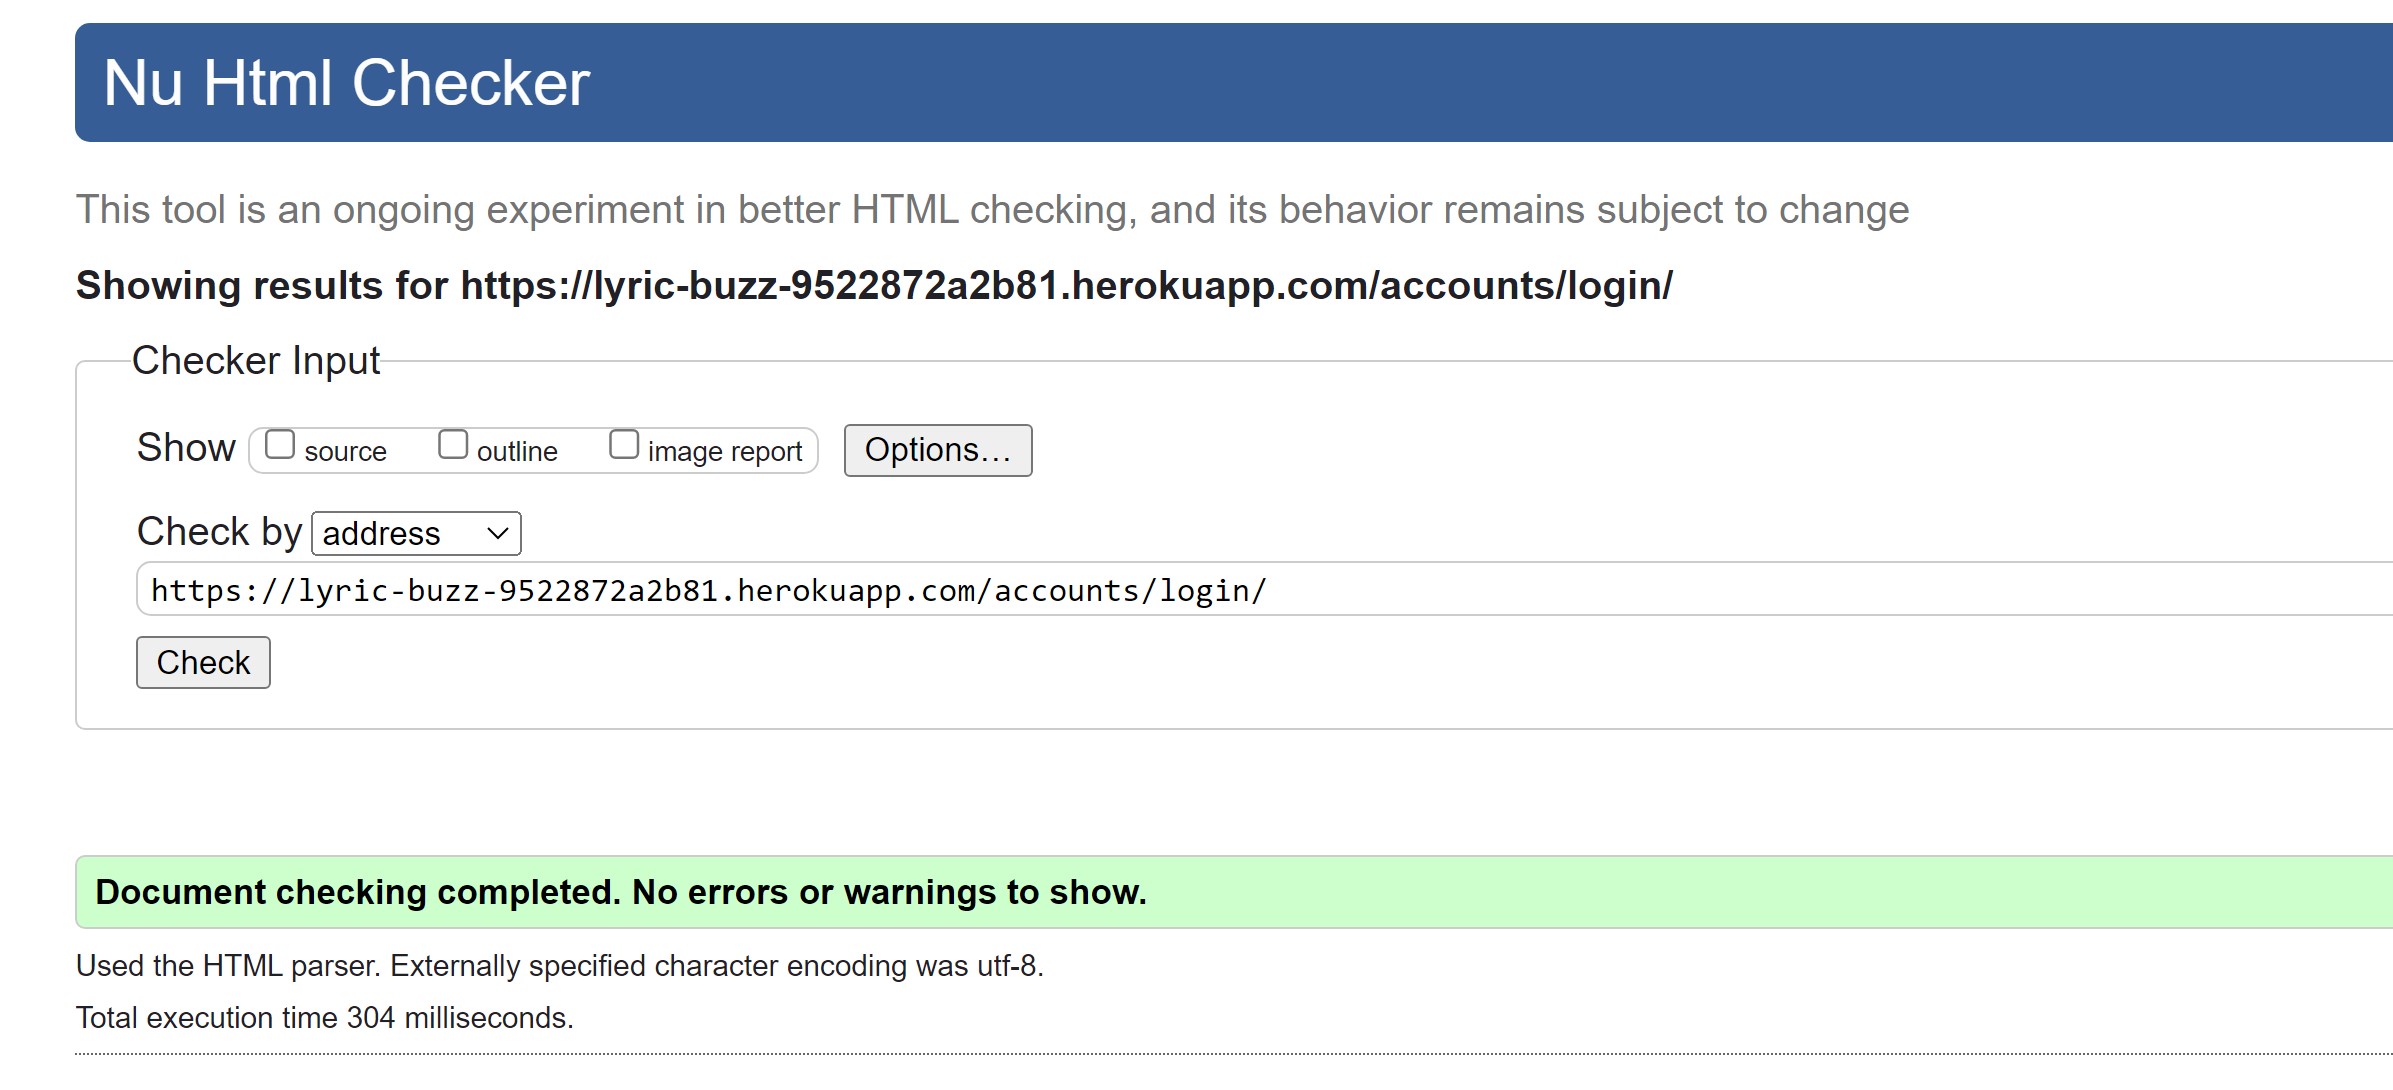 Nu Html Checker
This tool is an ongoing experiment in better HTML checking, and its behavior remains subject to change
Showing results for https://lyric-buzz-9522872a2b81.herokuapp.com/accounts/login/
Checker Input
Show source outline image report Options…
Check by address
https://lyric-buzz-9522872a2b81.herokuapp.com/accounts/login/
Check
Document checking completed. No errors or warnings to show.
Used the HTML parser. Externally specified character encoding was utf-8.
Total execution time 304 milliseconds.